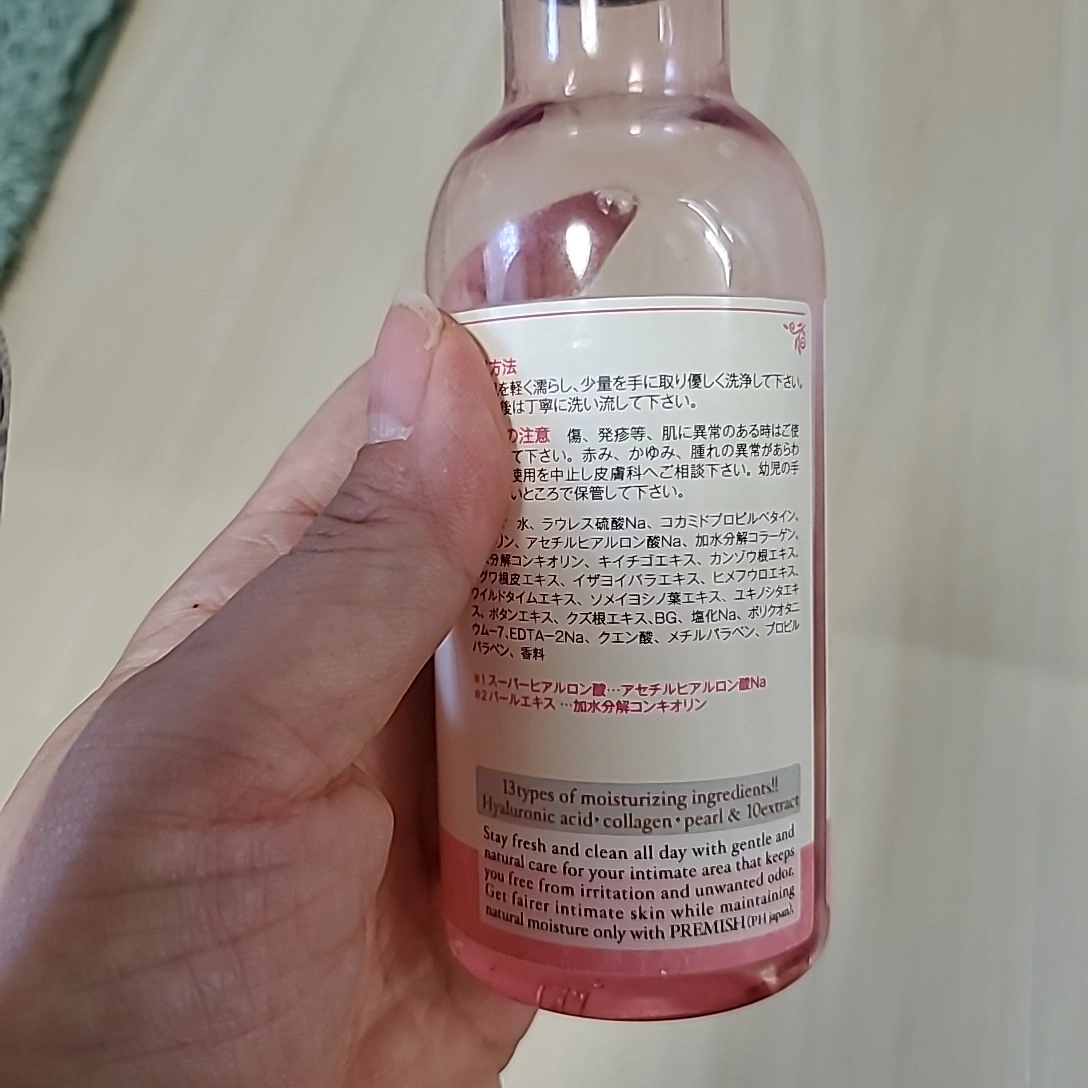 方法
を軽く濡らし、少量を手に取り優しく洗浄して下さい。
後は丁寧に洗い流して下さい。
の注意 傷、発疹等、肌に異常のある時はご使
て下さい。赤み、かゆみ、腫れの異常があらわ
使用を中止し皮膚科へご相談下さい。幼児の手
いところで保管して下さい。
水、ラウレス硫酸Na、コカミドプロピルベタイン、
リン、アセチルヒアルロン酸Na、加水分解コラーゲン、
分解コンキオリン、キイチゴエキス、カンゾウ根エキス、
グワ根皮エキス、イザヨイバラエキス、ヒメフウロエキス、
ワイルドタイムエキス、ソメイヨシノ葉エキス、ユキノシタエキ
ス、ボタンエキス、クズ根エキス、BG、塩化Na、ポリクオタニ
ウム-7、EDTA-2Na、クエン酸、メチルパラベン、プロピル
パラベン、香料
※1スーパーヒアルロン酸…アセチルヒアルロン酸Na
※2パールエキス…加水分解コンキオリン
13types of moisturizing ingredients!!
Hyaluronic acid・collagen・pearl & 10extract
Stay fresh and clean all day with gentle and
natural care for your intimate area that keeps
you free from irritation and unwanted odor.
Get fairer intimate skin while maintaining
natural moisture only with PREMISH(PH japan).